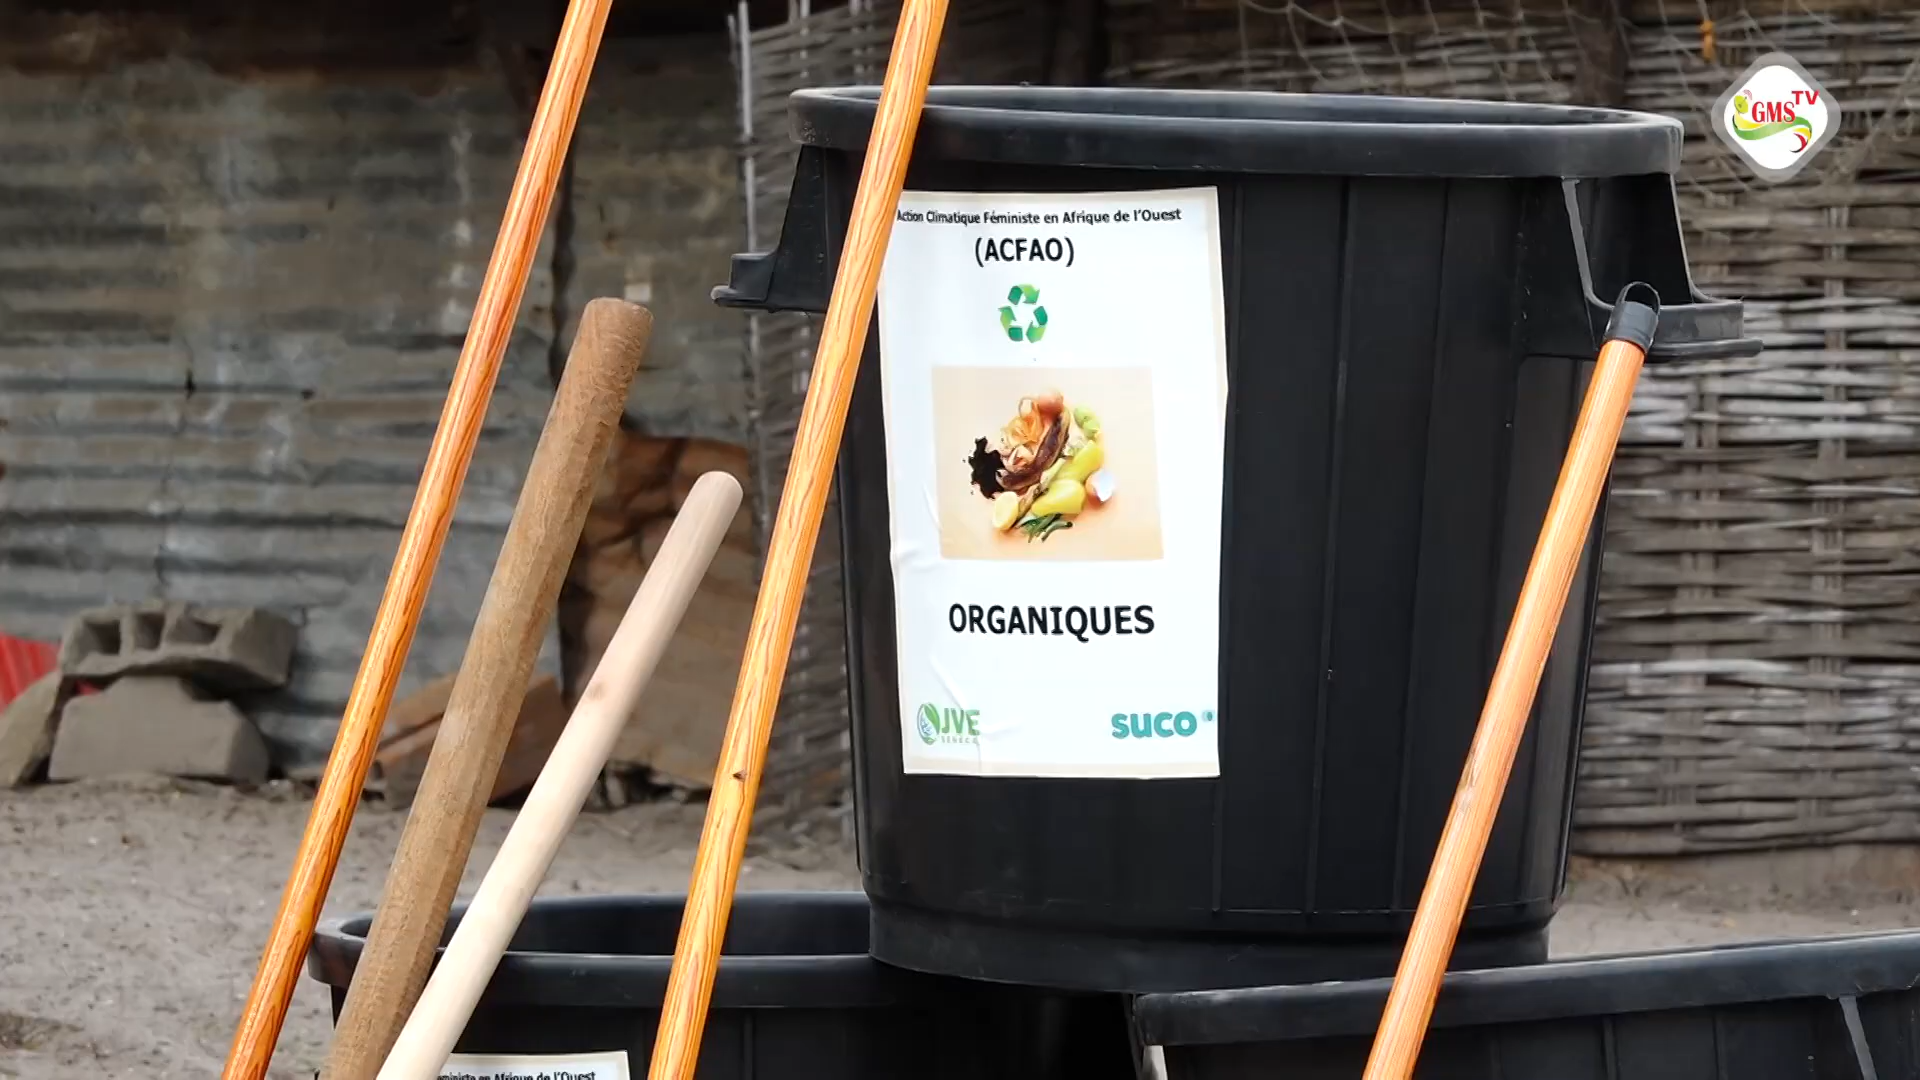 GMS TV
Action Climatique Féministe en Afrique de l'Ouest
(ACFAO)
ORGANIQUES
JVE
SUCO
en Afrique de l'Ouest